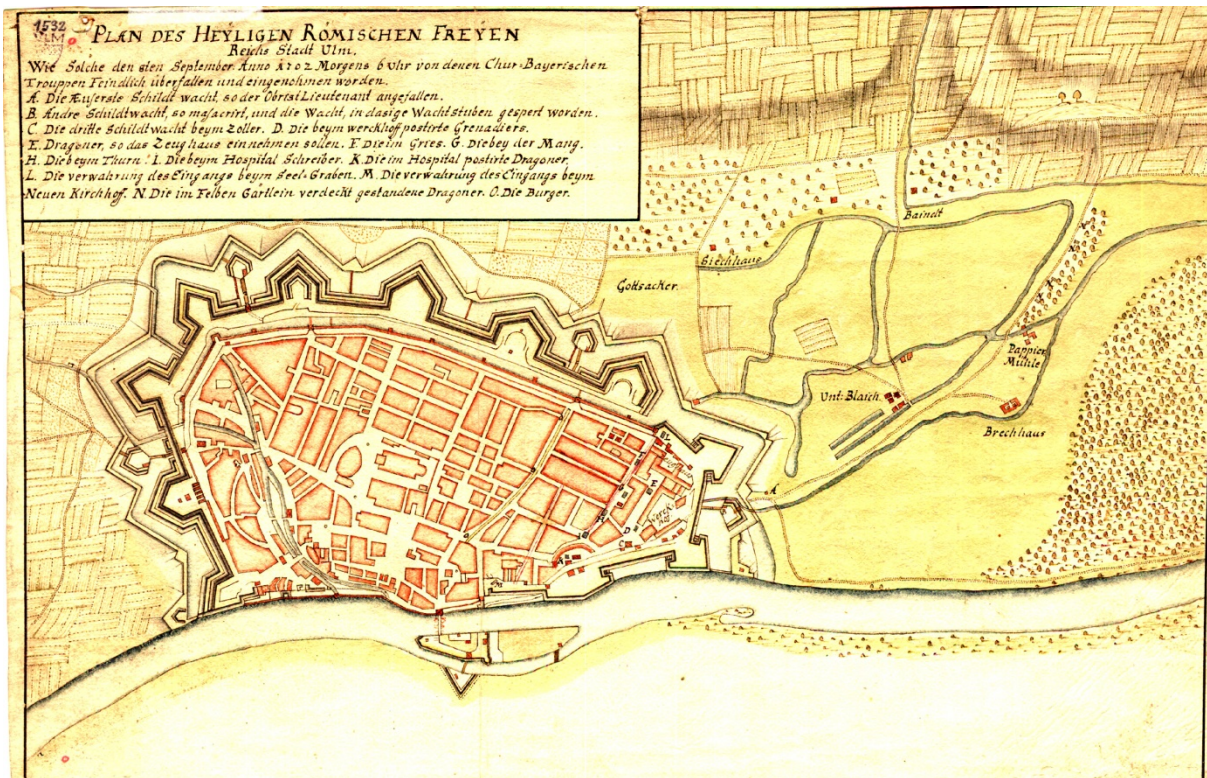 1532
PLAN DES HEYLIGEN RÖMISCHEN FREYEN
Reichs Stadt Ulm.
Wie Solche den 8ten September Anno 1702 Morgens 6 Uhr von denen Chur-Bayerischen
Trouppen Feindlich überfallen und eingenohmen worden.
A. Die Æuserste Schildt wacht, so der Obrist Lieutenant angefallen.
B. Andre Schildtwacht, so masacrirt, und die Wacht, in dasige Wachtstuben gespert worden.
C. Die dritte Schildtwacht beym Zoller. D. Die beym werckhoff postirte Grenadiers.
E. Dragoner, so das Zeughaus einnehmen sollen. F Die im Gries. G. Die bey der Mang.
H. Die beym Thurn. I. Die beym Hospital Schreiber. K. Die im Hospital postirte Dragoner.
L. Die verwahrung des Eingangs beym Seel-Graben. M. Die verwahrung des Eingangs beym
Neuen Kirchhoff. N. Die im Felben Gärtlein verdeckt gestandene Dragoner. O. Die Burger.
Baindt
Siechhaus
Gottsacker.
Pappier
Mühle
Unt: Blaich.
Brechhaus
A
E
D
C